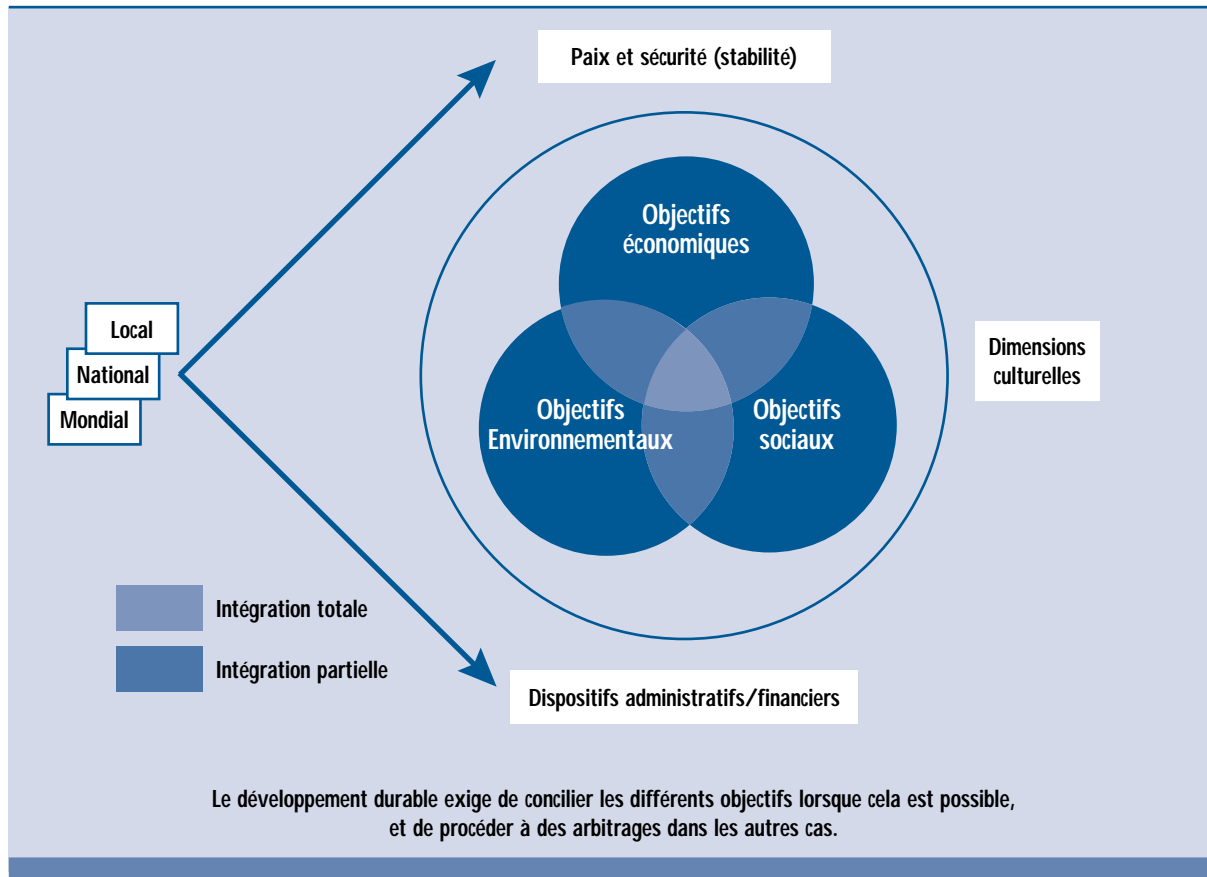 Paix et sécurité (stabilité)
Objectifs
économiques
Local
National
Mondial
Dimensions
culturelles
Objectifs
Environnementaux
Objectifs
sociaux
Intégration totale
Intégration partielle
Dispositifs administratifs/financiers
Le développement durable exige de concilier les différents objectifs lorsque cela est possible,
et de procéder à des arbitrages dans les autres cas.